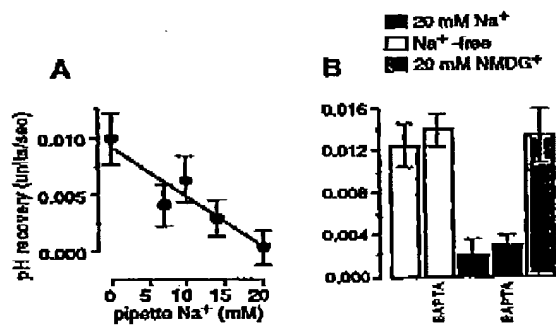 20 mM Na+
Na+-free
20 mM NMDG+
A
B
pH recovery (units/sec)
0.010
0.005
0.000
0 5 10 15 20
pipette Na+ (mM)
0.016
0.012
0.008
0.004
0.000
BAPTA
BAPTA